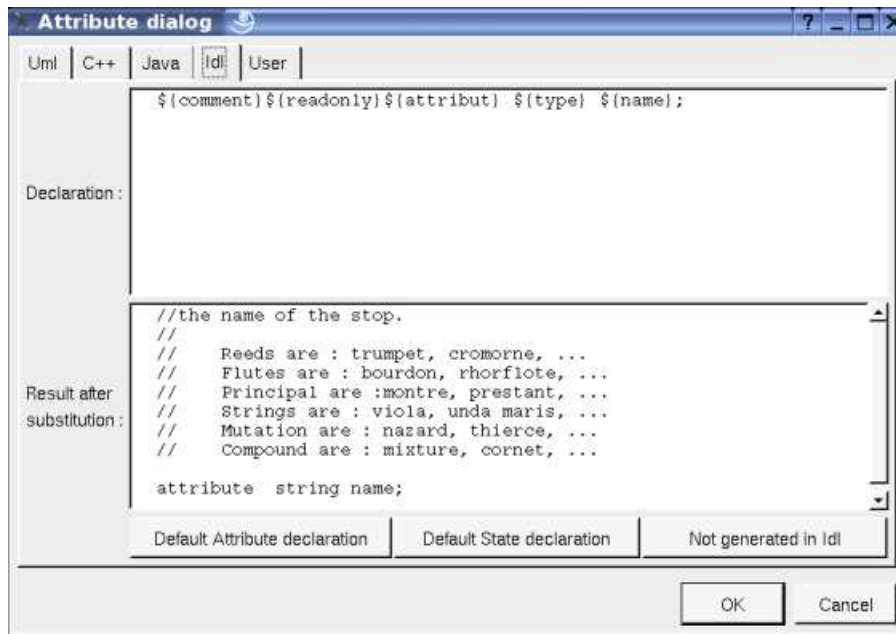 Attribute dialog
Uml C++ Java Idl User
Declaration :
${comment}${readonly}${attribut} ${type} ${name};
Result after
substitution :
//the name of the stop.
//
// Reeds are : trumpet, cromorne, ...
// Flutes are : bourdon, rhorflote, ...
// Principal are :montre, prestant, ...
// Strings are : viola, unda maris, ...
// Mutation are : nazard, thierce, ...
// Compound are : mixture, cornet, ...
attribute  string name;
Default Attribute declaration Default State declaration Not generated in Idl
OK Cancel